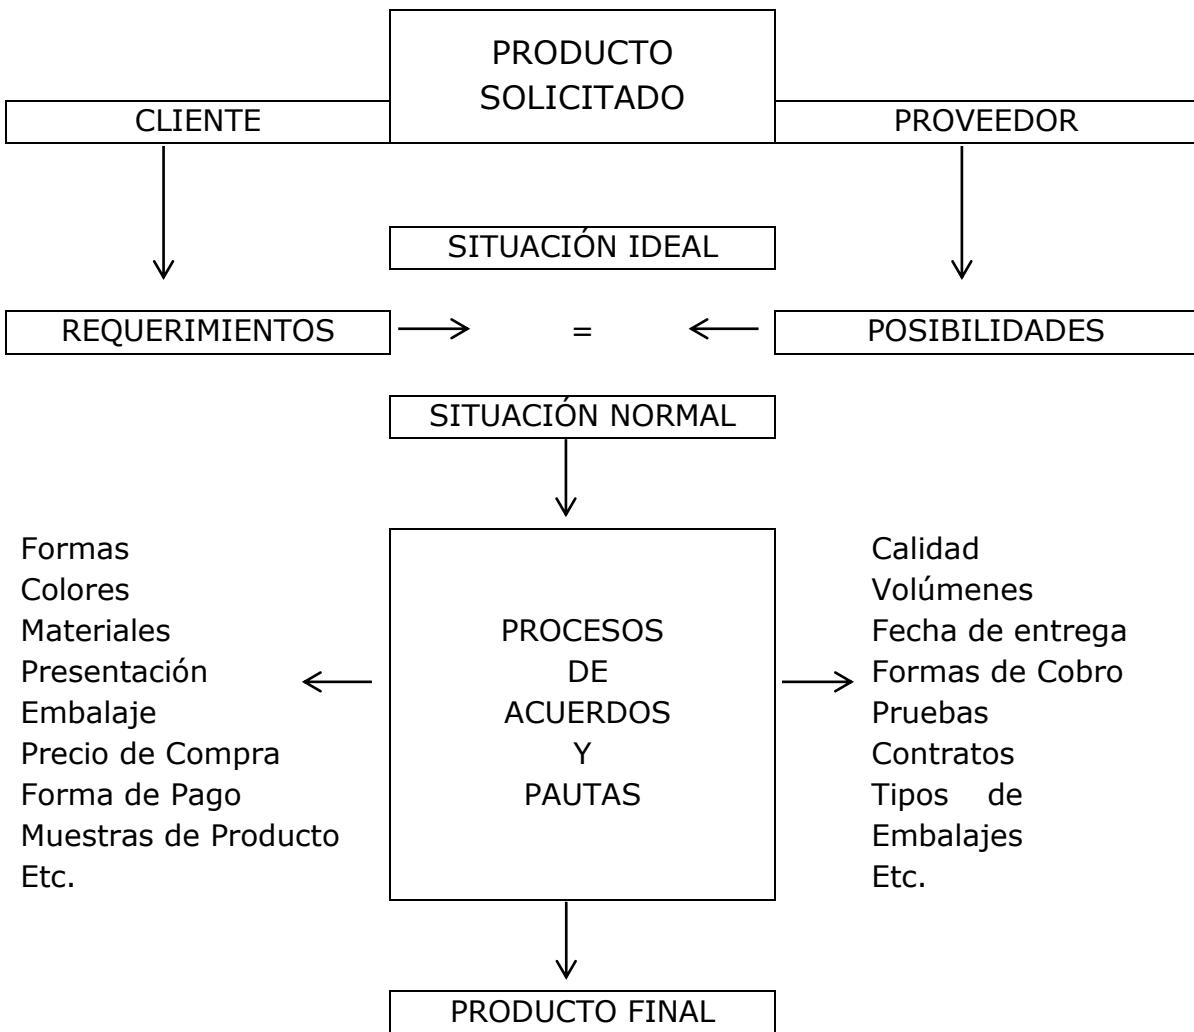 PRODUCTO
SOLICITADO
CLIENTE
PROVEEDOR
SITUACIÓN IDEAL
REQUERIMIENTOS
=
POSIBILIDADES
SITUACIÓN NORMAL
Formas
Colores
Materiales
Presentación
Embalaje
Precio de Compra
Forma de Pago
Muestras de Producto
Etc.
PROCESOS
DE
ACUERDOS
Y
PAUTAS
Calidad
Volúmenes
Fecha de entrega
Formas de Cobro
Pruebas
Contratos
Tipos de
Embalajes
Etc.
PRODUCTO FINAL